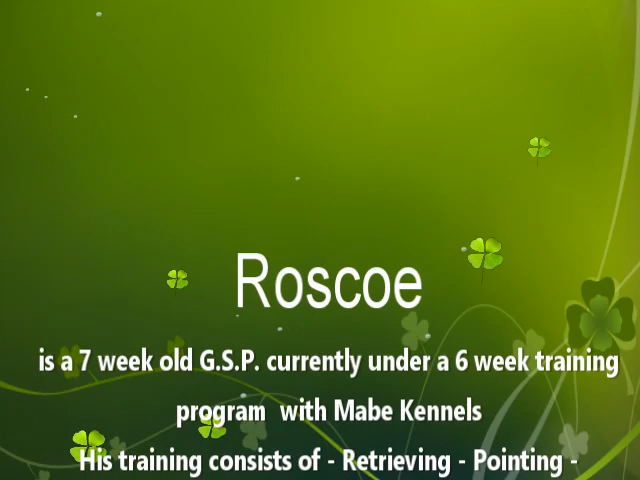 Roscoe
is a 7 week old G.S.P. currently under a 6 week training
program with Mabe Kennels
His training consists of - Retrieving - Pointing -